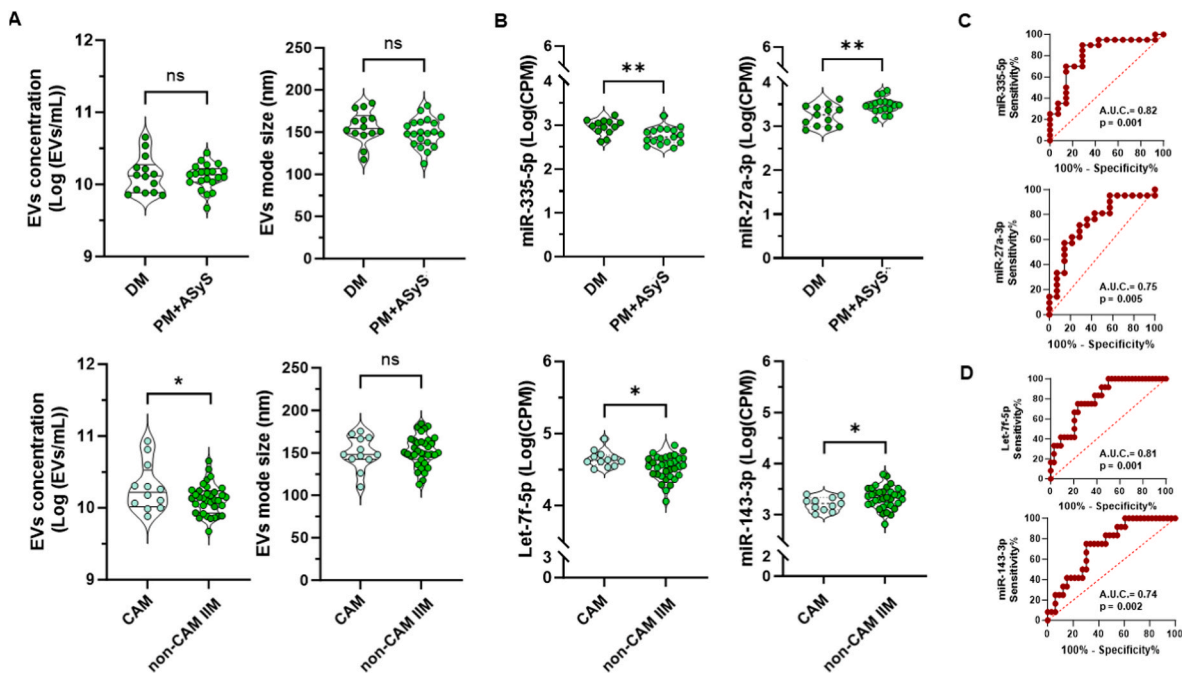 A
EVs concentration
(Log (EVs/mL))
12
11
10
9
ns
DM
PM+ASyS
EVs mode size (nm)
250
200
150
100
50
0
ns
DM
PM+ASyS
B
miR-335-5p (Log(CPM))
6
4
4
3
2
1
0
**
DM
PM+ASyS
miR-27a-3p (Log(CPM))
6
4
4
3
2
1
0
**
DM
PM+ASyS
C
miR-335-5p
Sensitivity%
100
80
60
40
20
0
A.U.C.= 0.82
p = 0.001
0 20 40 60 80 100
100% - Specificity%
miR-27a-3p
Sensitivity%
100
80
60
40
20
0
A.U.C.= 0.75
p = 0.005
0 20 40 60 80 100
100% - Specificity%
EVs concentration
(Log (EVs/mL))
12
11
10
9
*
CAM
non-CAM IIM
EVs mode size (nm)
250
200
150
100
50
0
ns
CAM
non-CAM IIM
Let-7f-5p (Log(CPM))
6
5
4
3
0
*
CAM
non-CAM IIM
miR-143-3p (Log(CPM))
6
5
4
3
2
0
*
CAM
non-CAM IIM
D
Let-7f-5p
Sensitivity%
100
80
60
40
20
0
A.U.C.= 0.81
p = 0.001
0 20 40 60 80 100
100% - Specificity%
miR-143-3p
Sensitivity%
100
80
60
40
20
0
A.U.C.= 0.74
p = 0.002
0 20 40 60 80 100
100% - Specificity%